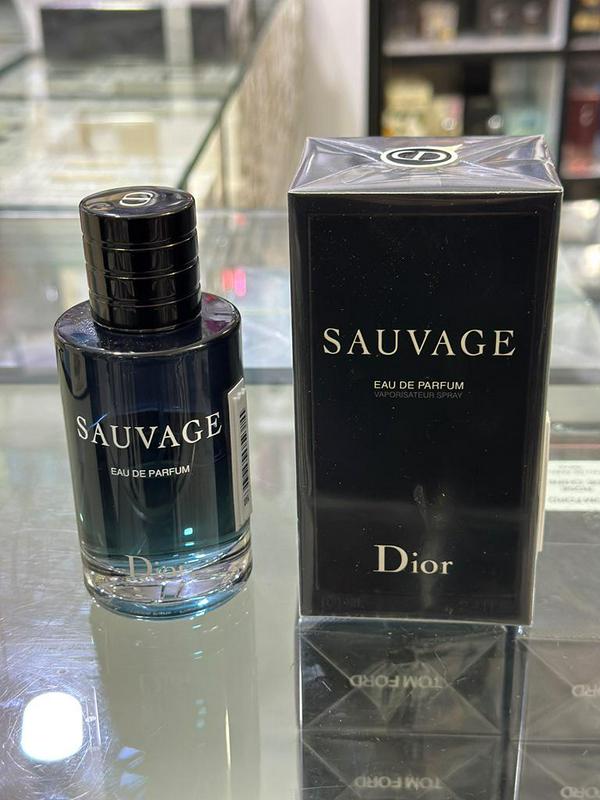 SAUVAGE
EAU DE PARFUM
Dior
SAUVAGE
EAU DE PARFUM
VAPORISATEUR SPRAY
Dior
TOM FORD
TOM FORD